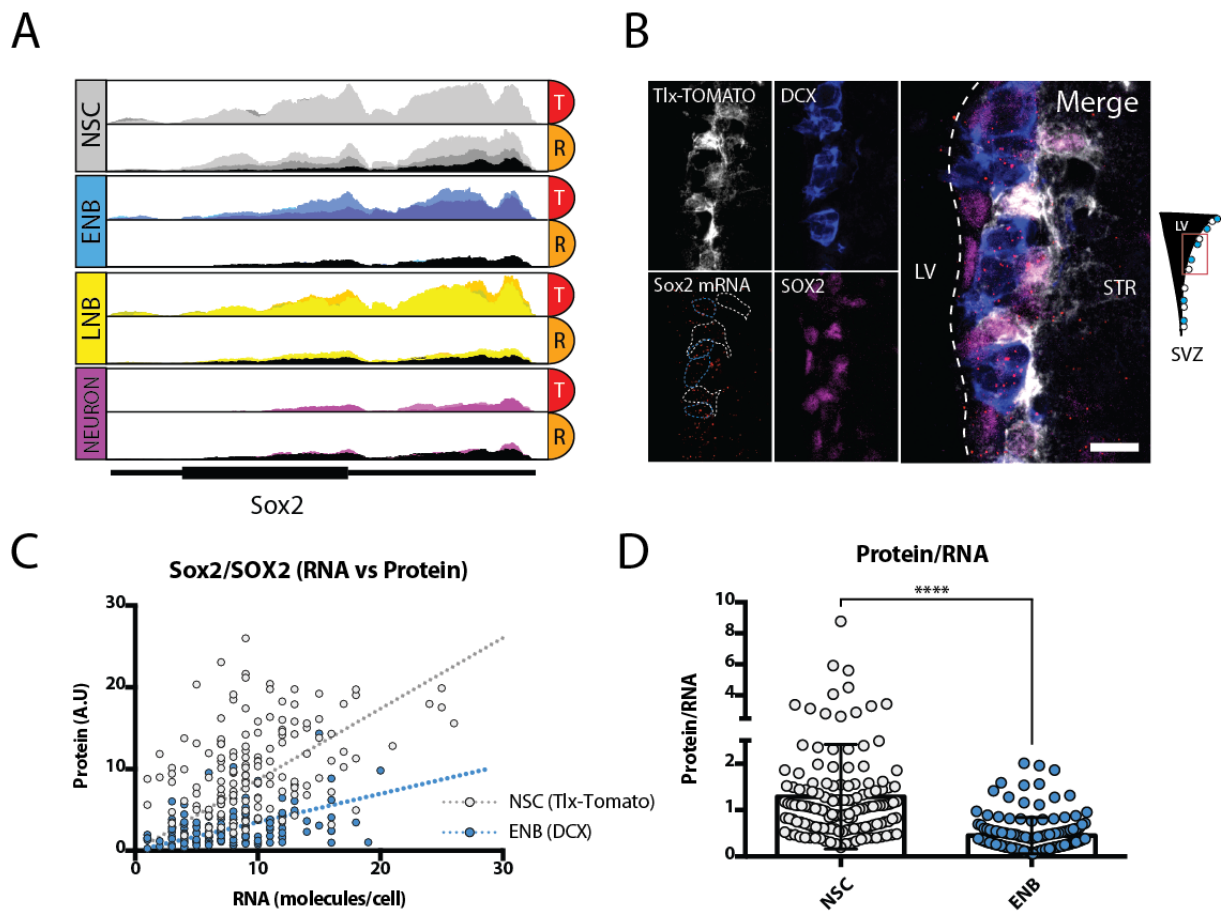 A
NSC
T
R
ENB
T
R
LNB
T
R
NEURON
T
R
Sox2
B
Tlx-TOMATO
DCX
Merge
Sox2 mRNA
SOX2
LV
STR
LV
SVZ
C
Sox2/SOX2 (RNA vs Protein)
Protein (A.U)
30
20
10
0
0
10
20
30
RNA (molecules/cell)
NSC (Tlx-Tomato)
ENB (DCX)
D
Protein/RNA
****
Protein/RNA
10
8
6
4
2
1
0
NSC
ENB